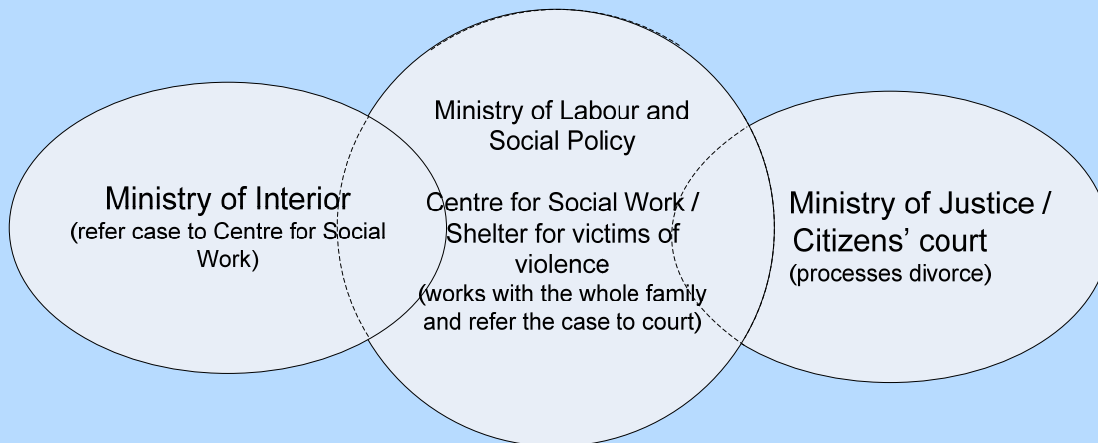 Ministry of Interior
(refer case to Centre for Social
Work)
Ministry of Labour and
Social Policy
Centre for Social Work /
Shelter for victims of
violence
(works with the whole family
and refer the case to court)
Ministry of Justice /
Citizens’ court
(processes divorce)